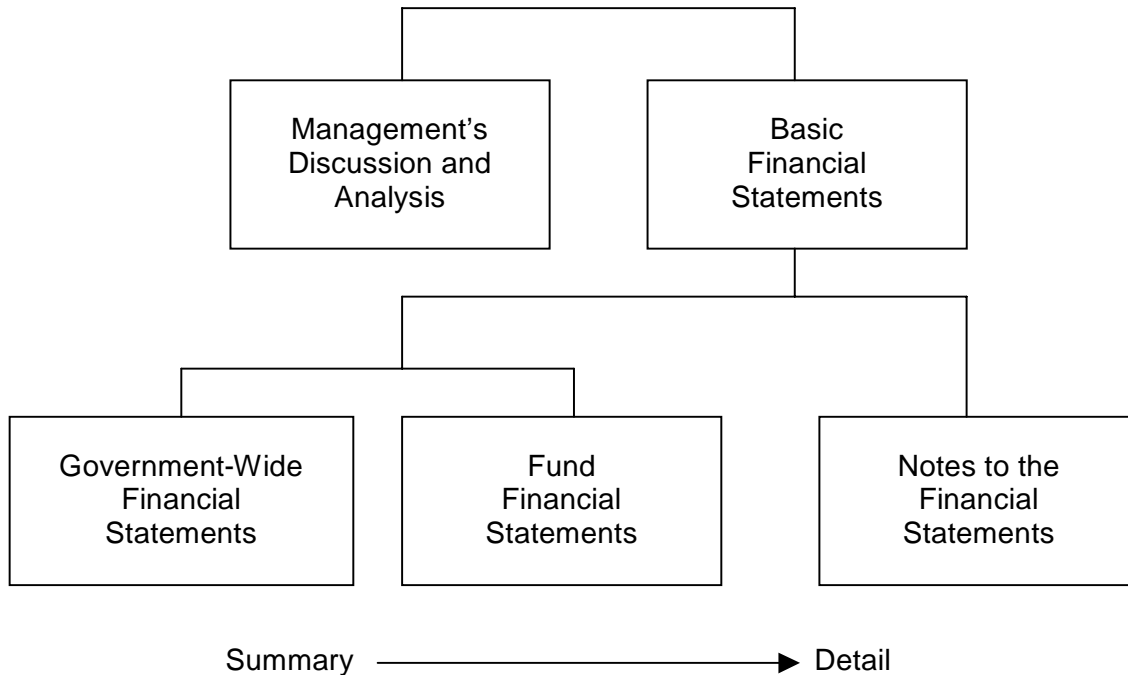 Management’s
Discussion and
Analysis
Basic
Financial
Statements
Government-Wide
Financial
Statements
Fund
Financial
Statements
Notes to the
Financial
Statements
Summary
Detail